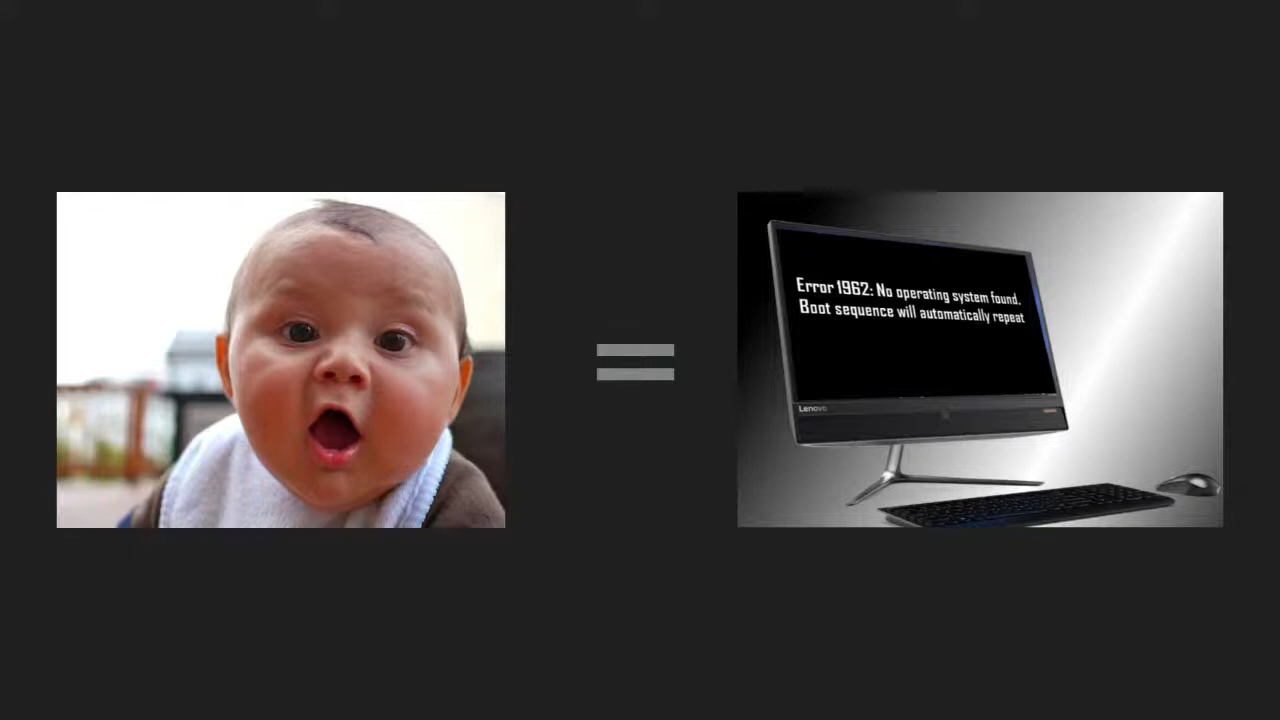 Error 1962: No operating system found.
Boot sequence will automatically repeat
Lenovo